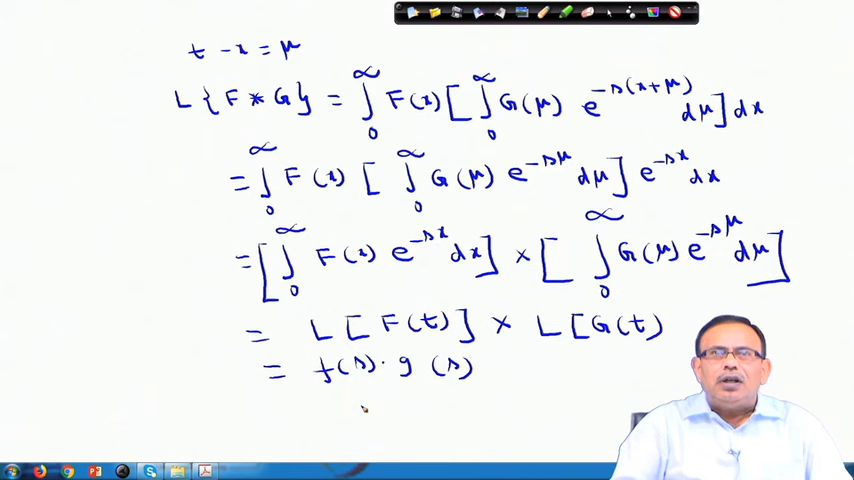 t - x = μ
L{F * G} = ∫₀^∞ F(x) [∫₀^∞ G(μ) e^{-s(x+μ)} dμ] dx
= ∫₀^∞ F(x) [∫₀^∞ G(μ) e^{-sμ} dμ] e^{-sx} dx
= [∫₀^∞ F(x) e^{-sx} dx] × [∫₀^∞ G(μ) e^{-sμ} dμ]
= L[F(t)] × L[G(t)
= f(s) · g(s)